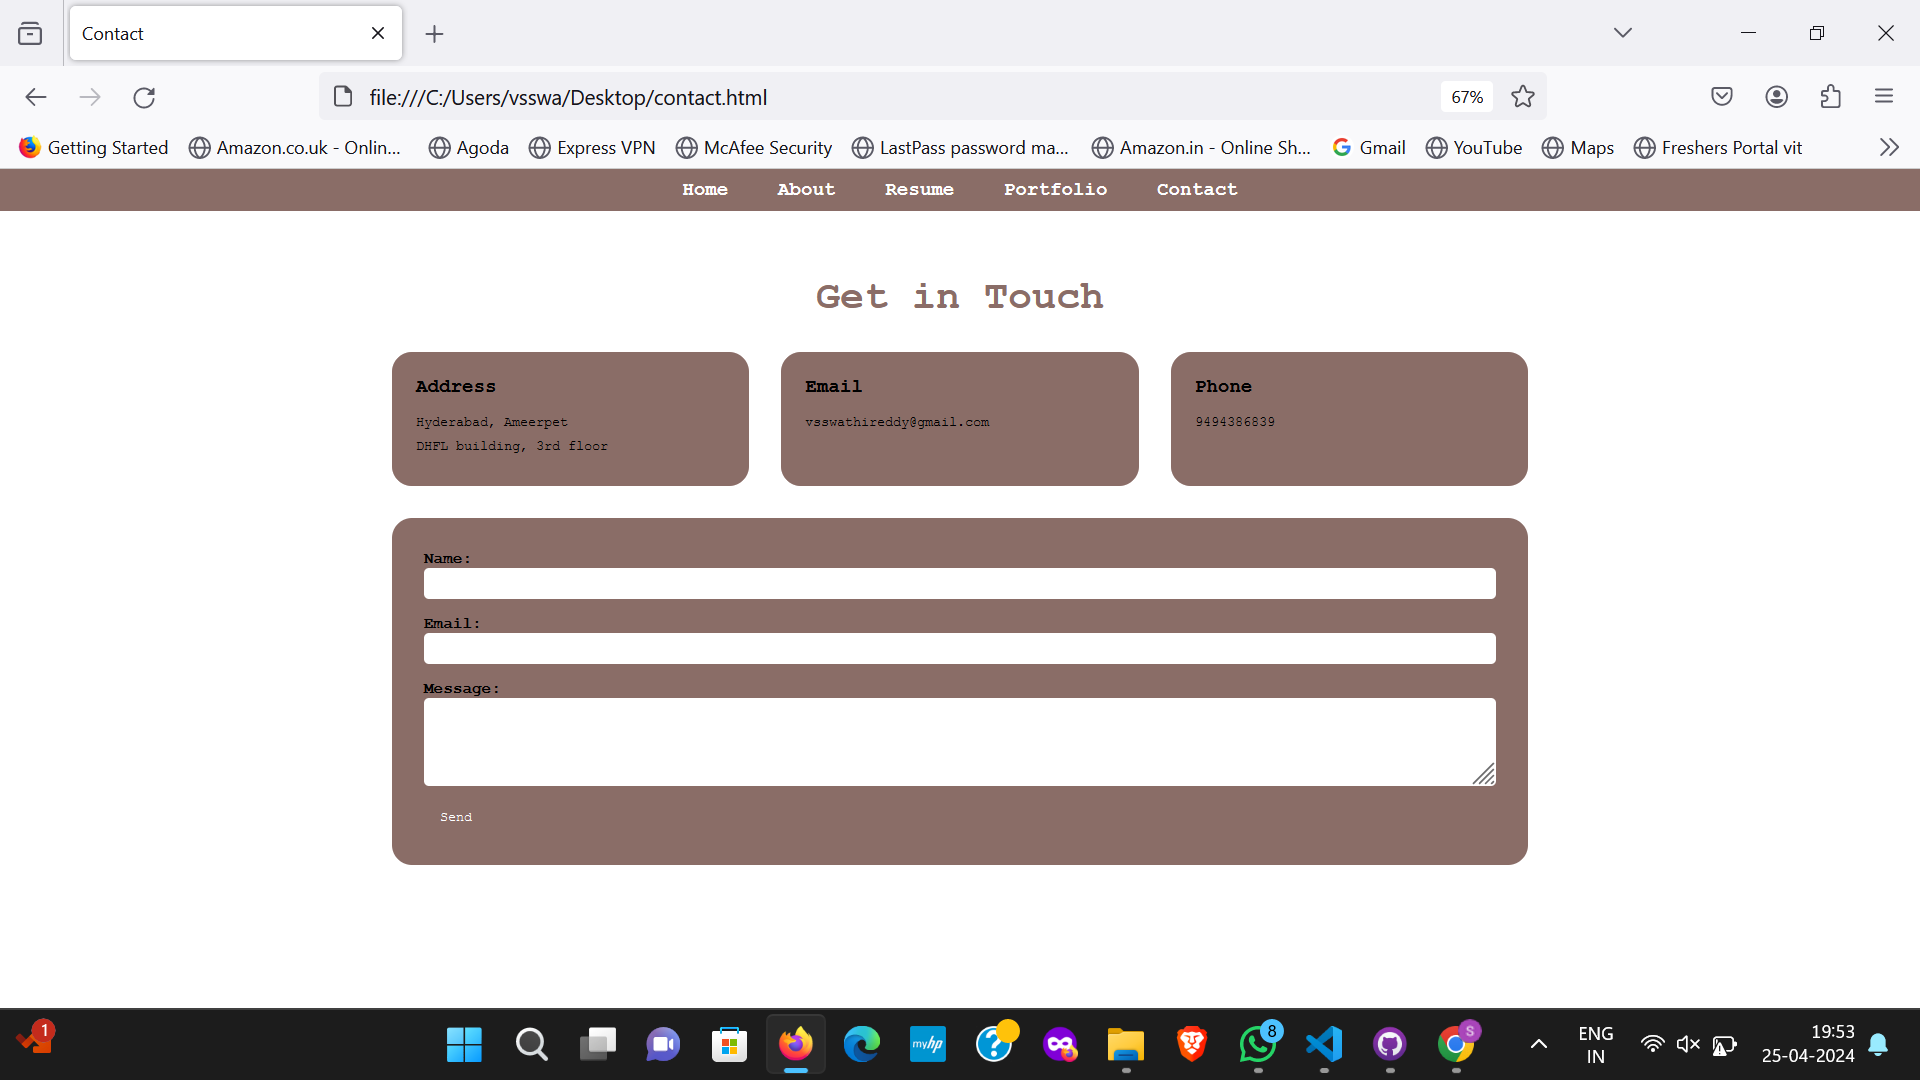 Contact
file:///C:/Users/vsswa/Desktop/contact.html
67%
Getting Started
Amazon.co.uk - Onlin...
Agoda
Express VPN
McAfee Security
LastPass password ma...
Amazon.in - Online Sh...
Gmail
YouTube
Maps
Freshers Portal vit
Home
About
Resume
Portfolio
Contact
Get in Touch
Address
Hyderabad, Ameerpet
DHFL building, 3rd floor
Email
vsswathireddy@gmail.com
Phone
9494386839
Name:
Email:
Message:
Send
1
myhp
?
8
S
ENG
IN
19:53
25-04-2024